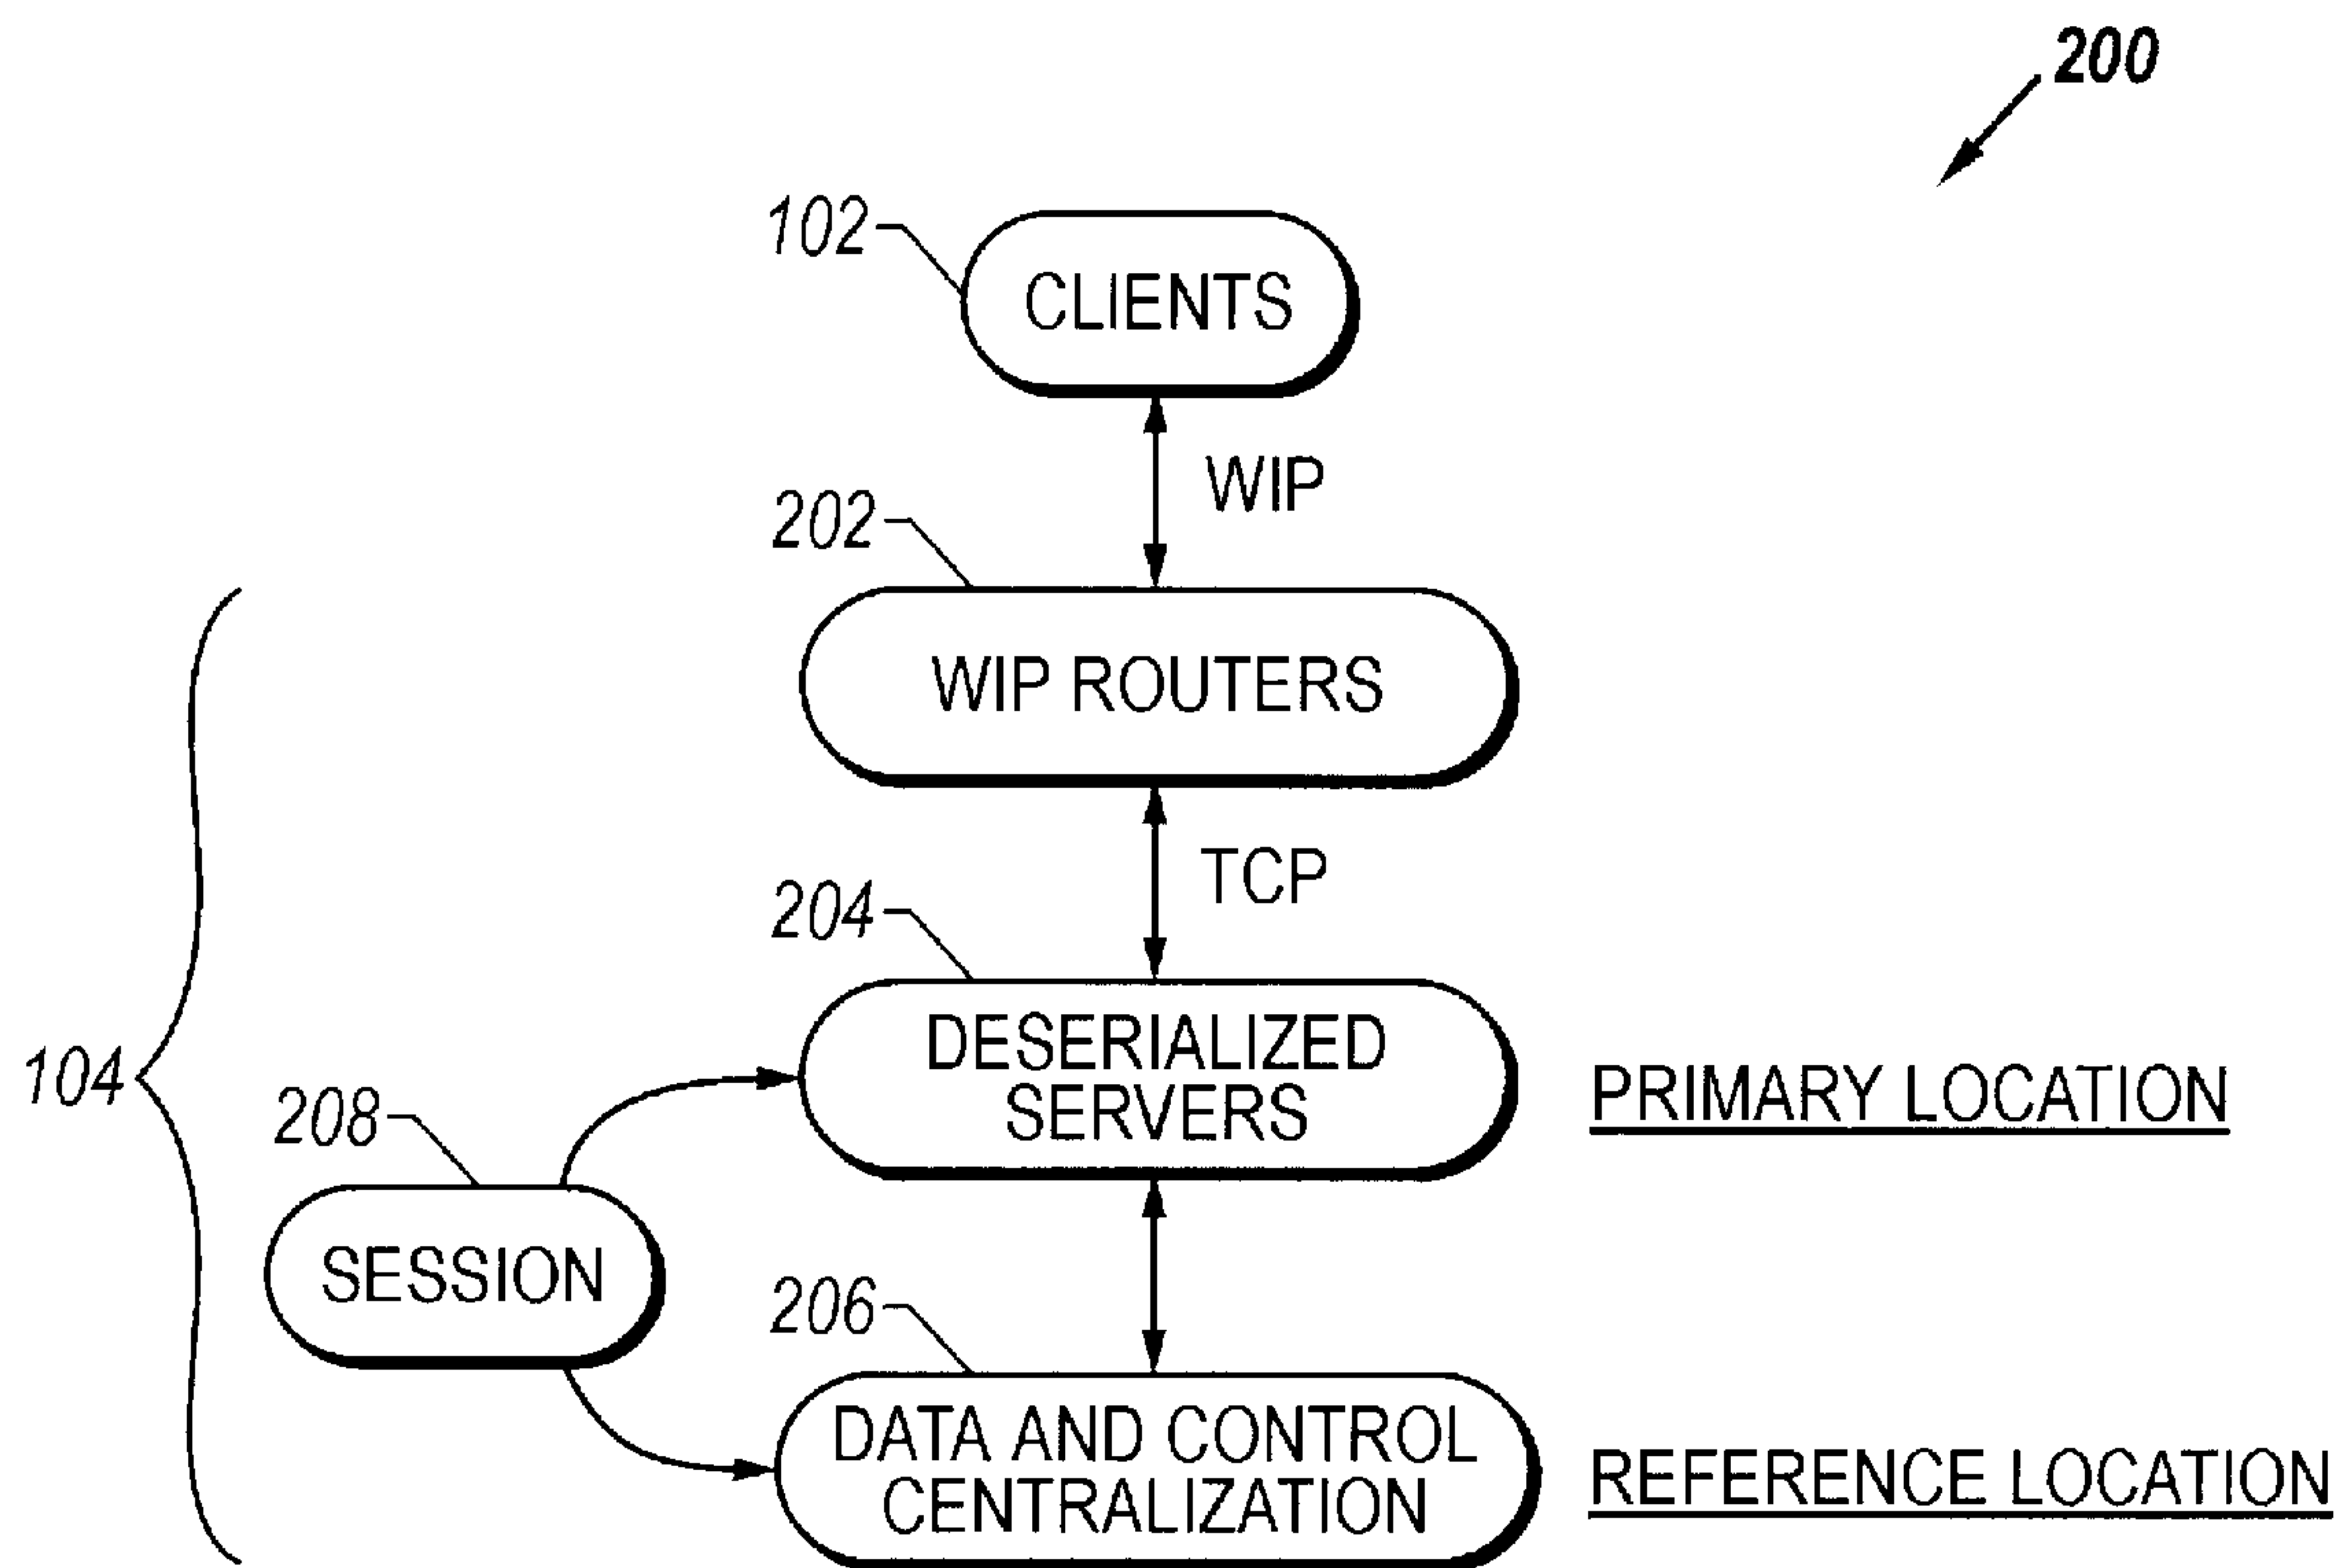 200
102
CLIENTS
WIP
202
WIP ROUTERS
TCP
204
DESERIALIZED
SERVERS
PRIMARY LOCATION
104
208
SESSION
206
DATA AND CONTROL
CENTRALIZATION
REFERENCE LOCATION